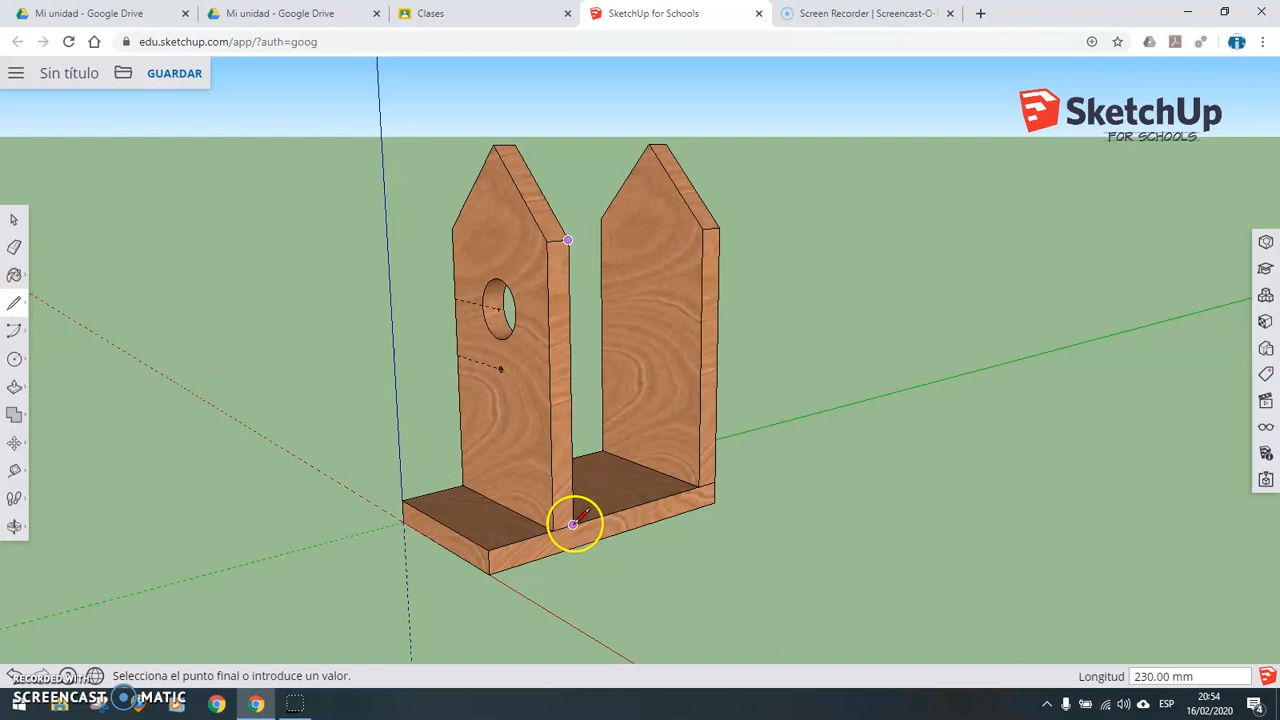 Mi unidad - Google Drive
Mi unidad - Google Drive
Clases
SketchUp for Schools
Screen Recorder | Screencast-O-
edu.sketchup.com/app/?auth=goog
Sin título
GUARDAR
SketchUp
FOR SCHOOLS
Selecciona el punto final o introduce un valor.
Longitud
230.00 mm
RECORDED WITH
SCREENCAST MATIC
ESP
20:54
16/02/2020
4